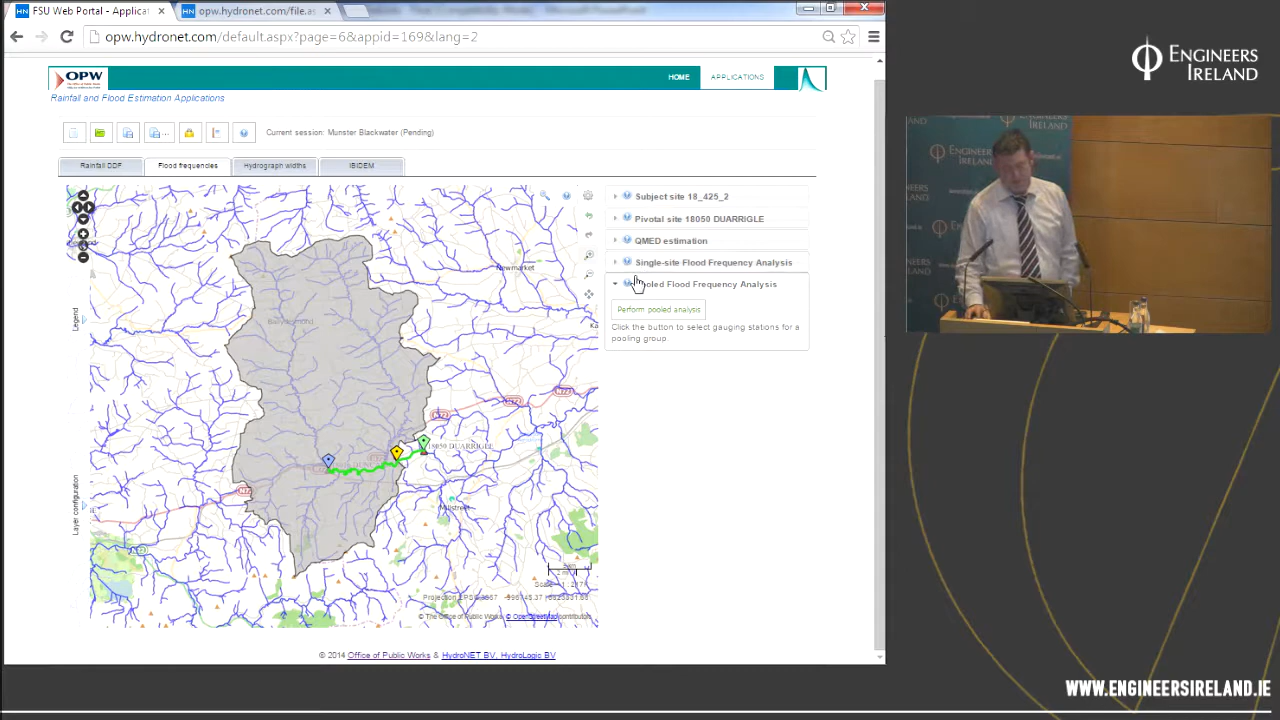 FSU Web Portal - Applicati
opw.hydronet.com/file.as
opw.hydronet.com/default.aspx?page=6&appid=169&lang=2
OPW
HOME
APPLICATIONS
Rainfall and Flood Estimation Applications
Current session: Munster Blackwater (Pending)
Rainfall DDF
Flood frequencies
Hydrograph widths
IBIDEM
Subject site 18_425_2
Pivotal site 18050 DUARRIGLE
QMED estimation
Single-site Flood Frequency Analysis
ooled Flood Frequency Analysis
Perform pooled analysis
Click the button to select gauging stations for a
pooling group
Newmarket
Ballydesmond
Legend
18050 DUARRIGLE
Millstreet
Layer configuration
© The Office of Public Works © OpenStreetMap contributors
© 2014 Office of Public Works & HydroNET BV, HydroLogic BV
ENGINEERS
IRELAND
WWW.ENGINEERSIRELAND.IE